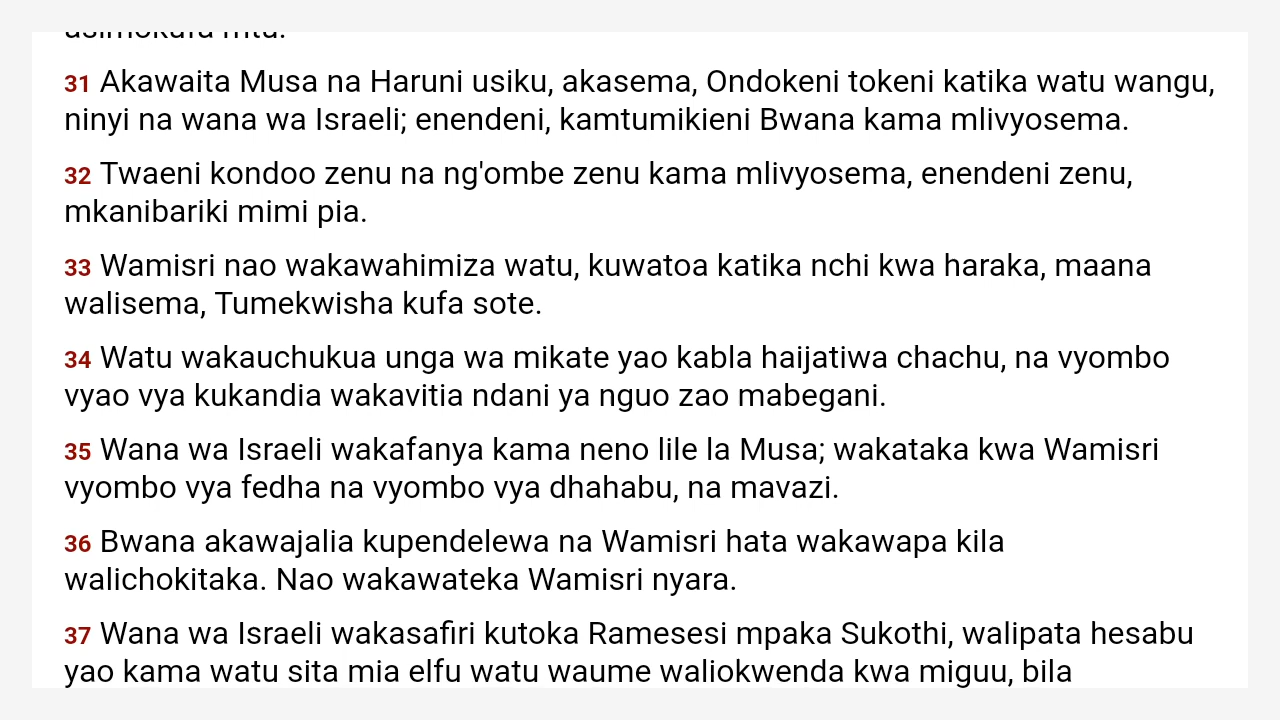 31 Akawaita Musa na Haruni usiku, akasema, Ondokeni tokeni katika watu wangu,
ninyi na wana wa Israeli; enendeni, kamtumikieni Bwana kama mlivyosema.
32 Twaeni kondoo zenu na ng'ombe zenu kama mlivyosema, enendeni zenu,
mkanibariki mimi pia.
33 Wamisri nao wakawahimiza watu, kuwatoa katika nchi kwa haraka, maana
walisema, Tumekwisha kufa sote.
34 Watu wakauchukua unga wa mikate yao kabla haijatiwa chachu, na vyombo
vyao vya kukandia wakavitia ndani ya nguo zao mabegani.
35 Wana wa Israeli wakafanya kama neno lile la Musa; wakataka kwa Wamisri
vyombo vya fedha na vyombo vya dhahabu, na mavazi.
36 Bwana akawajalia kupendelewa na Wamisri hata wakawapa kila
walichokitaka. Nao wakawateka Wamisri nyara.
37 Wana wa Israeli wakasafiri kutoka Ramesesi mpaka Sukothi, walipata hesabu
yao kama watu sita mia elfu watu waume waliokwenda kwa miguu, bila